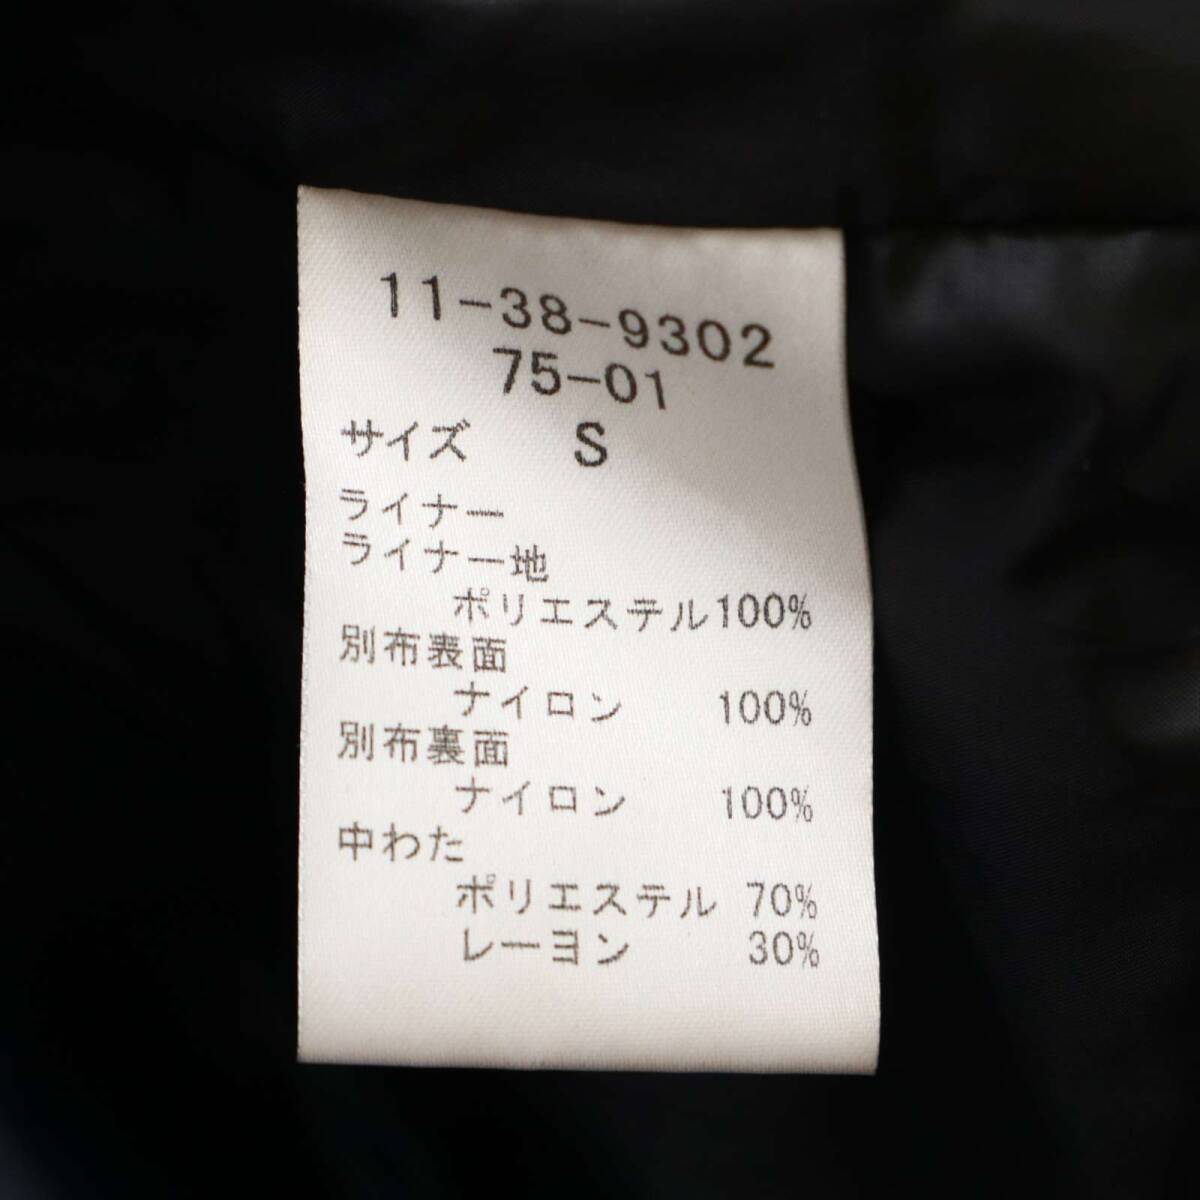 11-38-9302
75-01
サイズ S
ライナー
ライナー地
ポリエステル100%
別布表面
ナイロン 100%
別布裏面
ナイロン 100%
中わた
ポリエステル 70%
レーヨン 30%